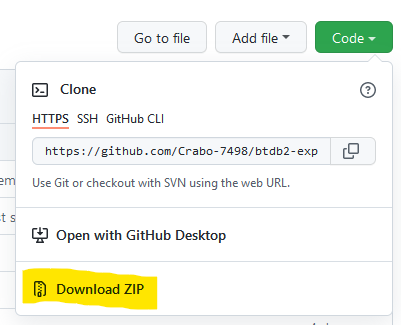 Go to file Add file Code
Clone
HTTPS SSH GitHub CLI
https://github.com/Crabo-7498/btdb2-exp
Use Git or checkout with SVN using the web URL.
Open with GitHub Desktop
Download ZIP